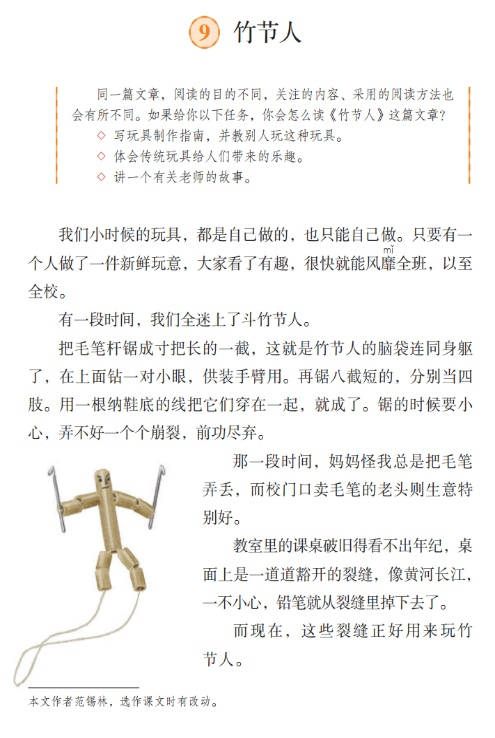 9 竹节人
同一篇文章，阅读的目的不同，关注的内容、采用的阅读方法也
会有所不同。如果给你以下任务，你会怎么读《竹节人》这篇文章？
◇ 写玩具制作指南，并教别人玩这种玩具。
◇ 体会传统玩具给人们带来的乐趣。
◇ 讲一个有关老师的故事。
我们小时候的玩具，都是自己做的，也只能自己做。只要有一
mǐ
个人做了一件新鲜玩意，大家看了有趣，很快就能风靡全班，以至
全校。
有一段时间，我们全迷上了斗竹节人。
把毛笔杆锯成寸把长的一截，这就是竹节人的脑袋连同身躯
了，在上面钻一对小眼，供装手臂用。再锯八截短的，分别当四
肢。用一根纳鞋底的线把它们穿在一起，就成了。锯的时候要小
心，弄不好一个个崩裂，前功尽弃。
那一段时间，妈妈怪我总是把毛笔
弄丢，而校门口卖毛笔的老头则生意特
别好。
教室里的课桌破旧得看不出年纪，桌
面上是一道道豁开的裂缝，像黄河长江，
一不小心，铅笔就从裂缝里掉下去了。
而现在，这些裂缝正好用来玩竹
节人。
本文作者范锡林，选作课文时有改动。